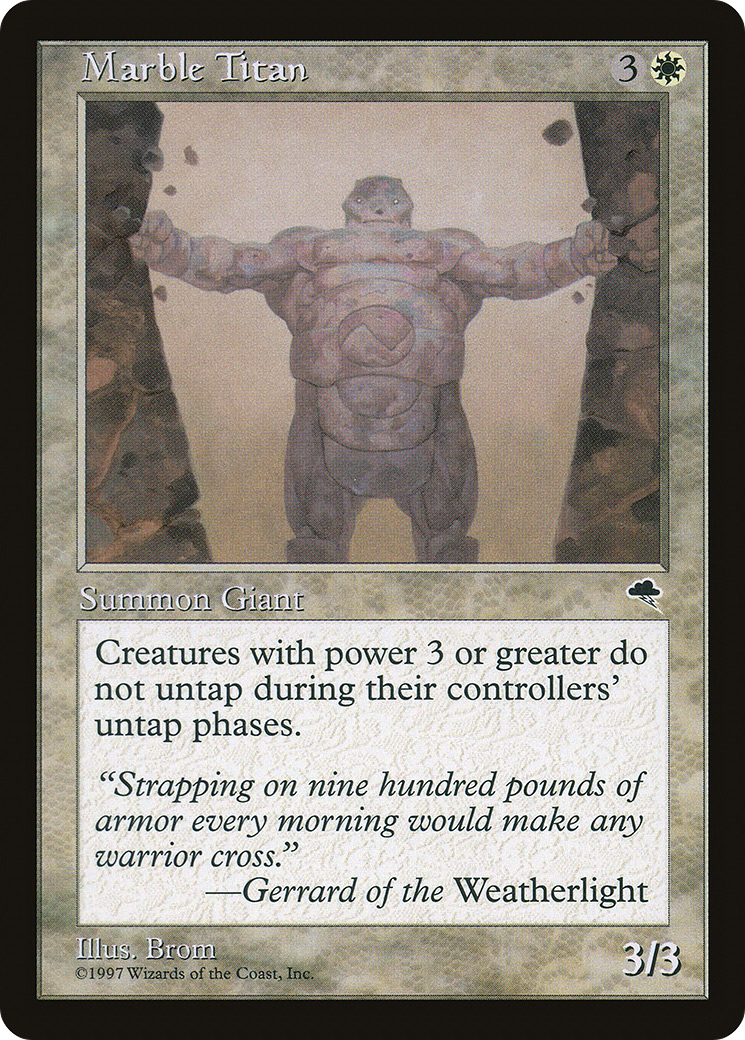 Marble Titan 3
Summon Giant
Creatures with power 3 or greater do
not untap during their controllers’
untap phases.
“Strapping on nine hundred pounds of
armor every morning would make any
warrior cross.”
—Gerrard of the Weatherlight
Illus. Brom
©1997 Wizards of the Coast, Inc.
3/3